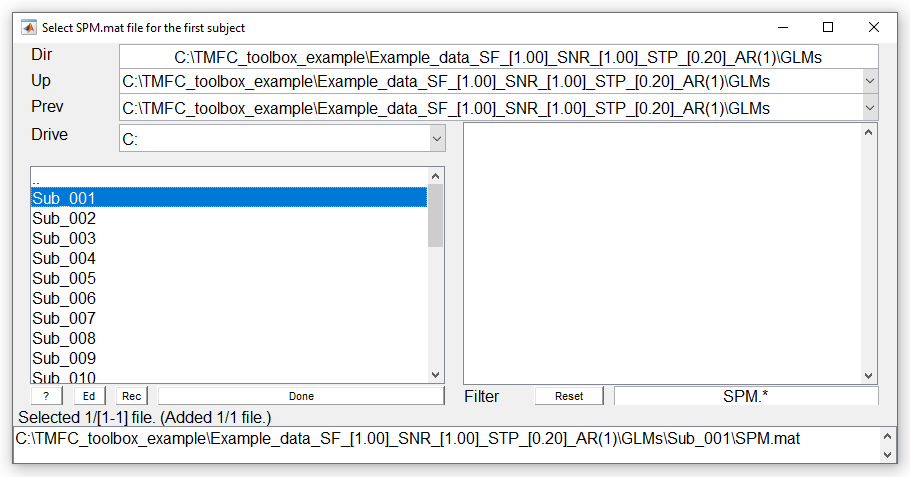 Select SPM.mat file for the first subject
Dir C:\TMFC_toolbox_example\Example_data_SF_[1.00]_SNR_[1.00]_STP_[0.20]_AR(1)\GLMs
Up C:\TMFC_toolbox_example\Example_data_SF_[1.00]_SNR_[1.00]_STP_[0.20]_AR(1)\GLMs
Prev C:\TMFC_toolbox_example\Example_data_SF_[1.00]_SNR_[1.00]_STP_[0.20]_AR(1)\GLMs
Drive C:
..
Sub_001
Sub_002
Sub_003
Sub_004
Sub_005
Sub_006
Sub_007
Sub_008
Sub_009
Sub_010
? Ed Rec Done Filter Reset SPM.*
Selected 1/[1-1] file. (Added 1/1 file.)
C:\TMFC_toolbox_example\Example_data_SF_[1.00]_SNR_[1.00]_STP_[0.20]_AR(1)\GLMs\Sub_001\SPM.mat